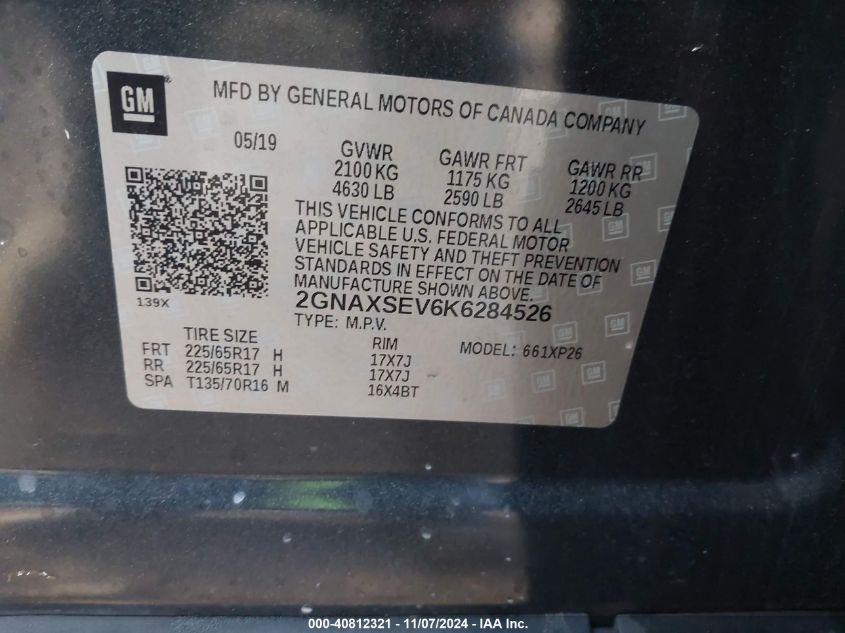 GM ®
MFD BY GENERAL MOTORS OF CANADA COMPANY
05/19 GVWR GAWR FRT GAWR RR
2100 KG 1175 KG 1200 KG
4630 LB 2590 LB 2645 LB
THIS VEHICLE CONFORMS TO ALL
APPLICABLE U.S. FEDERAL MOTOR
VEHICLE SAFETY AND THEFT PREVENTION
STANDARDS IN EFFECT ON THE DATE OF
MANUFACTURE SHOWN ABOVE.
139X
2GNAXSEV6K6284526
TYPE: M.P.V.
TIRE SIZE RIM MODEL: 661XP26
FRT 225/65R17 H 17X7J
RR 225/65R17 H 17X7J
SPA T135/70R16 M 16X4BT
000-40812321 - 11/07/2024 - IAA Inc.